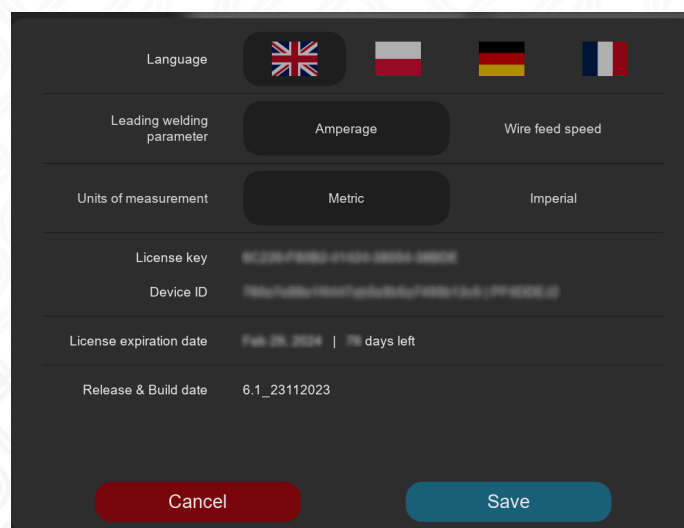 Language
Leading welding
parameter
Amperage
Wire feed speed
Units of measurement
Metric
Imperial
License key
Device ID
License expiration date
| days left
Release & Build date
6.1_23112023
Cancel
Save